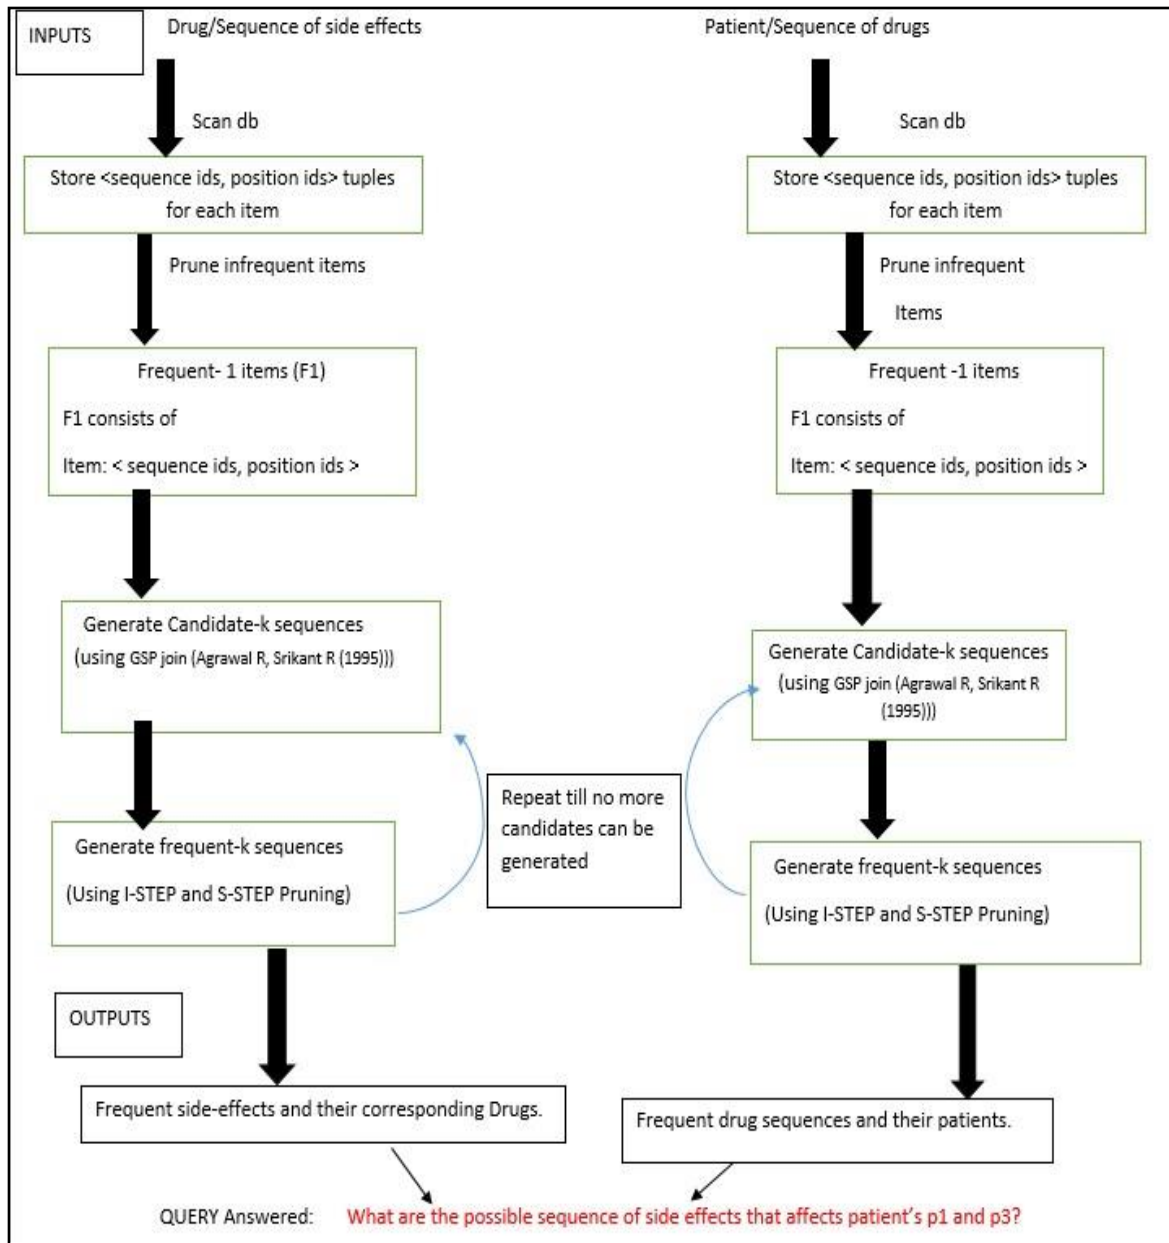 INPUTS
Drug/Sequence of side effects
Patient/Sequence of drugs
Scan db
Scan db
Store <sequence ids, position ids> tuples
for each item
Store <sequence ids, position ids> tuples
for each item
Prune infrequent items
Prune infrequent
Items
Frequent- 1 items (F1)
F1 consists of
Item: < sequence ids, position ids >
Frequent -1 items
F1 consists of
Item: < sequence ids, position ids >
Generate Candidate-k sequences
(using GSP join (Agrawal R, Srikant R (1995)))
Generate Candidate-k sequences
(using GSP join (Agrawal R, Srikant R
(1995)))
Repeat till no more
candidates can be
generated
Generate frequent-k sequences
(Using I-STEP and S-STEP Pruning)
Generate frequent-k sequences
(Using I-STEP and S-STEP Pruning)
OUTPUTS
Frequent side-effects and their corresponding Drugs.
Frequent drug sequences and their patients.
QUERY Answered: What are the possible sequence of side effects that affects patient's p1 and p3?